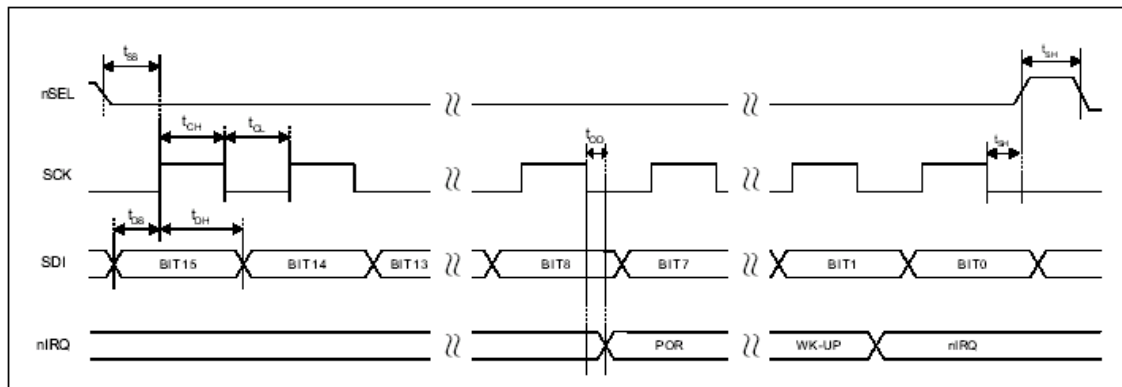 tSS
tSH
nSEL
tCH
tCL
tOD
tSH
SCK
tDS
tDH
SDI
BIT15
BIT14
BIT13
BIT8
BIT7
BIT1
BIT0
nIRQ
POR
WK-UP
nIRQ